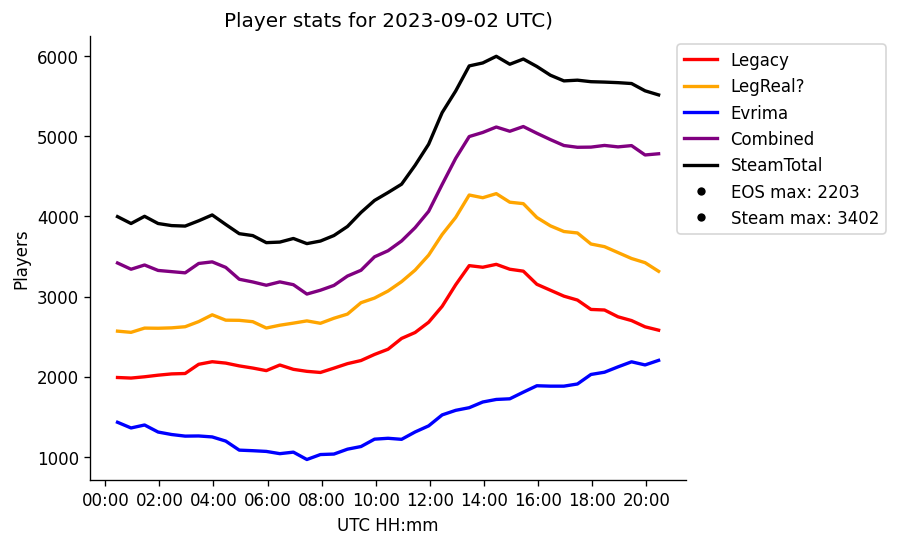 Player stats for 2023-09-02 UTC)
Legacy
LegReal?
Evrima
Combined
SteamTotal
EOS max: 2203
Steam max: 3402
Players
6000
5000
4000
3000
2000
1000
00:00 02:00 04:00 06:00 08:00 10:00 12:00 14:00 16:00 18:00 20:00
UTC HH:mm